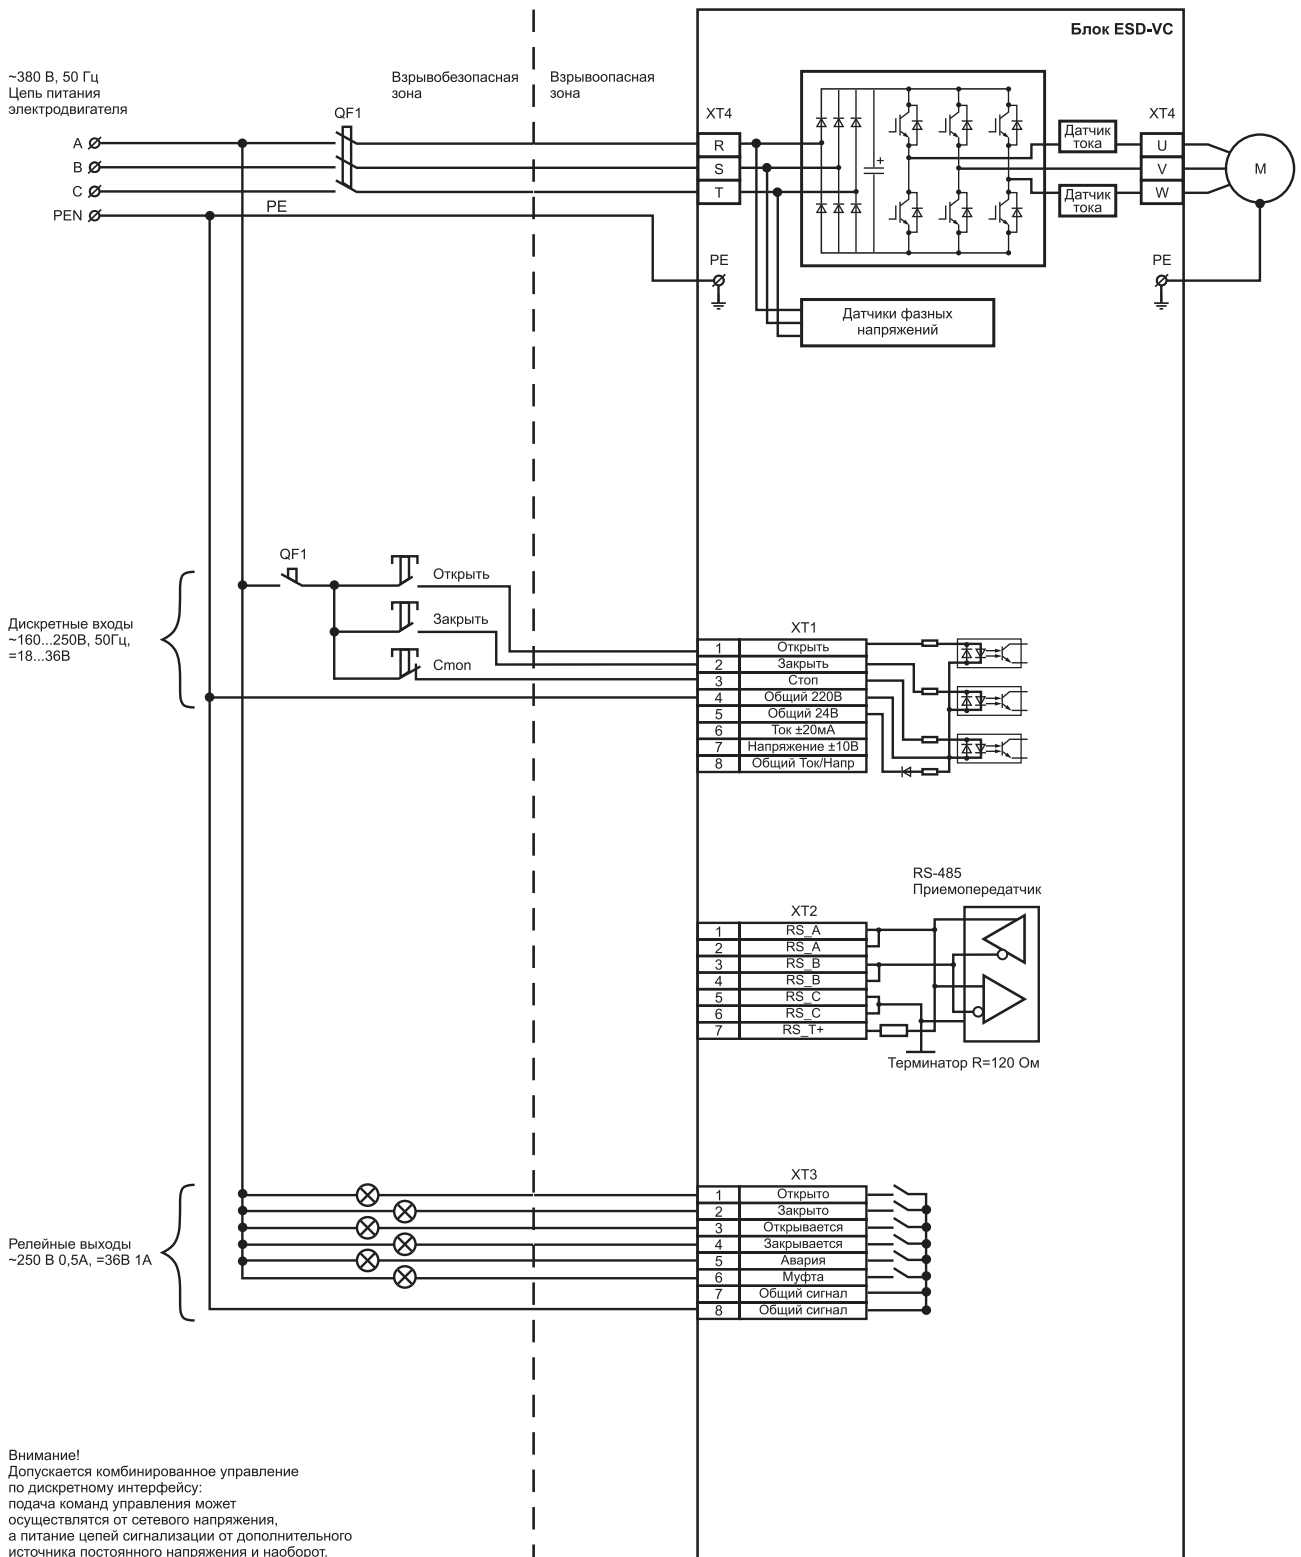 Блок ESD-VC
~380 В, 50 Гц
Цепь питания
электродвигателя
Взрывобезопасная
зона
Взрывоопасная
зона
QF1
XT4
XT4
A
B
C
PEN
PE
R
S
T
+
Датчик
тока
Датчик
тока
U
V
W
M
PE
PE
Датчики фазных
напряжений
QF1
Открыть
Закрыть
Стоп
Дискретные входы
~160...250В, 50Гц,
=18...36В
XT1
1 Открыть
2 Закрыть
3 Стоп
4 Общий 220В
5 Общий 24В
6 Ток ±20мА
7 Напряжение ±10В
8 Общий Ток/Напр
RS-485
Приемопередатчик
XT2
1 RS_A
2 RS_A
3 RS_B
4 RS_B
5 RS_C
6 RS_C
7 RS_T+
Терминатор R=120 Ом
XT3
1 Открыто
2 Закрыто
3 Открывается
4 Закрывается
5 Авария
6 Муфта
7 Общий сигнал
8 Общий сигнал
Релейные выходы
~250 В 0,5А, =36В 1А
Внимание!
Допускается комбинированное управление
по дискретному интерфейсу:
подача команд управления может
осуществлятся от сетевого напряжения,
а питание цепей сигнализации от дополнительного
источника постоянного напряжения и наоборот.